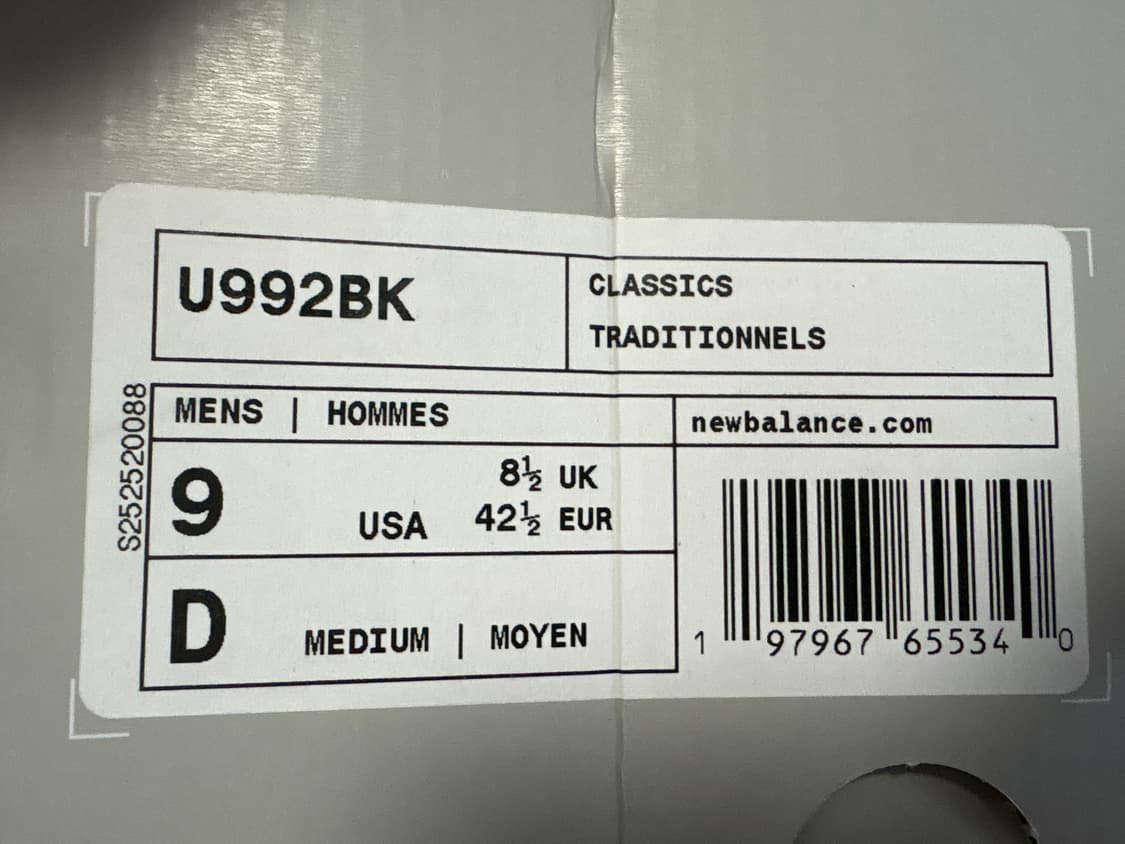 U992BK
CLASSICS
TRADITIONNELS
S252520088
MENS | HOMMES
newbalance.com
9 USA
8½ UK
42½ EUR
D MEDIUM | MOYEN
1 97967 65534 0